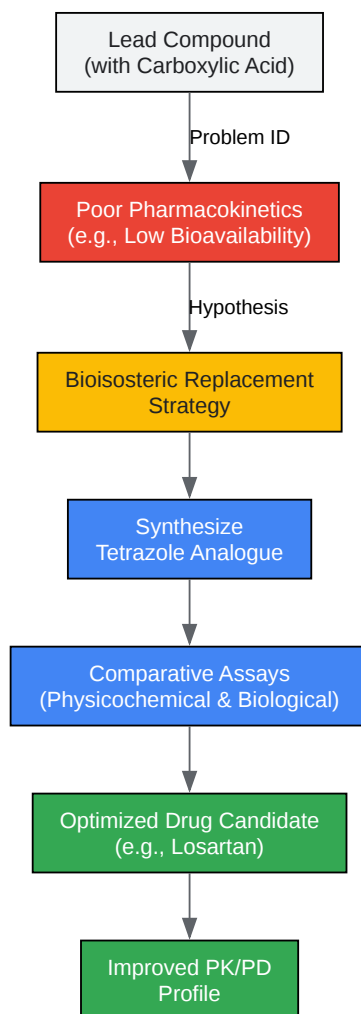 Lead Compound
(with Carboxylic Acid)
Problem ID
Poor Pharmacokinetics
(e.g., Low Bioavailability)
Hypothesis
Bioisosteric Replacement
Strategy
Synthesize
Tetrazole Analogue
Comparative Assays
(Physicochemical & Biological)
Optimized Drug Candidate
(e.g., Losartan)
Improved PK/PD
Profile